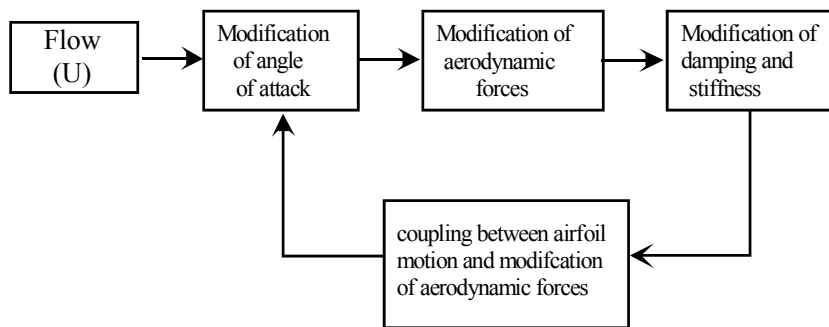 Flow
(U)
Modification
of angle
of attack
Modification of
aerodynamic
forces
Modification of
damping and
stiffness
coupling between airfoil
motion and modifcation
of aerodynamic forces